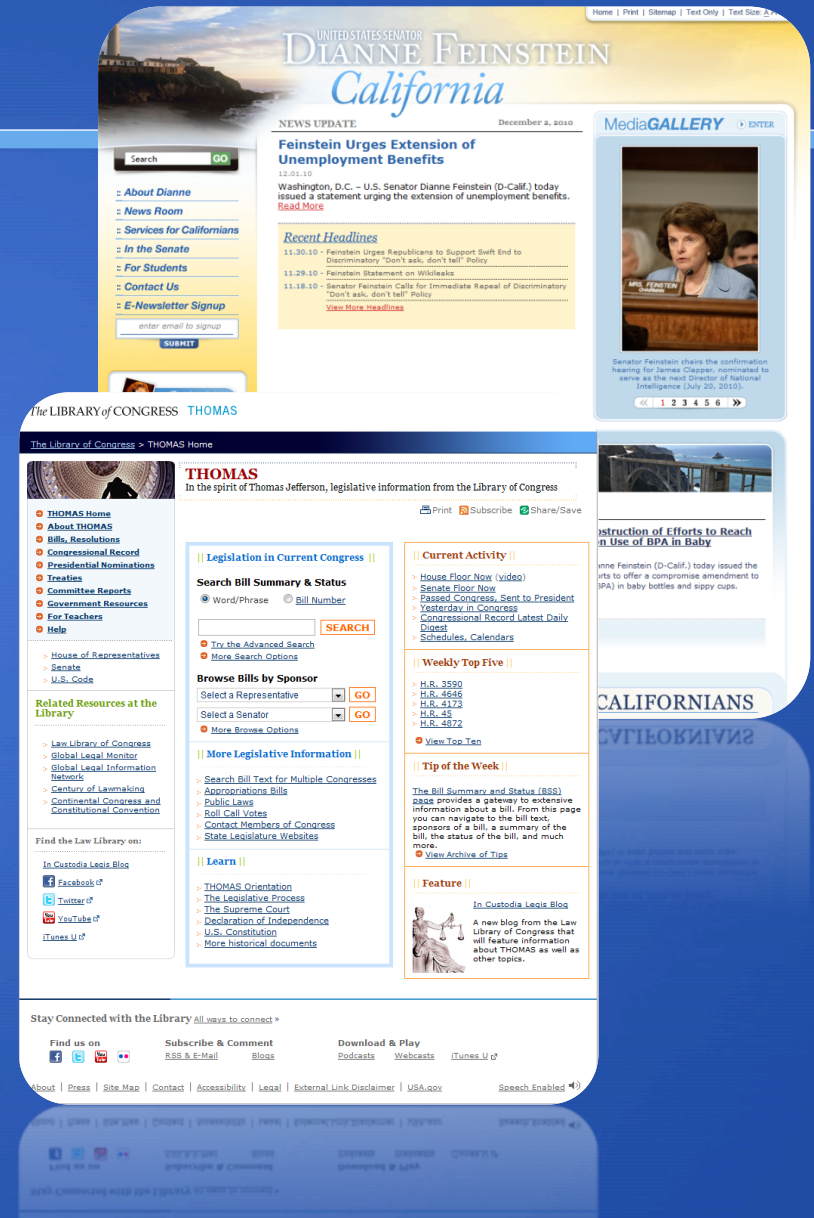 Home | Print | Sitemap | Text Only | Text Size: A
UNITED STATES SENATOR
DIANNE FEINSTEIN
California
NEWS UPDATE
December 2, 2010
Feinstein Urges Extension of
Unemployment Benefits
12.01.10
Washington, D.C. – U.S. Senator Dianne Feinstein (D-Calif.) today
issued a statement urging the extension of unemployment benefits.
Read More
Recent Headlines
11.30.10 - Feinstein Urges Republicans to Support Swift End to
Discriminatory "Don't ask, don't tell" Policy
11.29.10 - Feinstein Statement on Wikileaks
11.18.10 - Senator Feinstein Calls for Immediate Repeal of Discriminatory
"Don't ask, don't tell" Policy
View More Headlines
Search GO
:: About Dianne
:: News Room
:: Services for Californians
:: In the Senate
:: For Students
:: Contact Us
:: E-Newsletter Signup
enter email to signup
SUBMIT
MediaGALLERY ENTER
MRS. FEINSTEIN
CHAIRMAN
Senator Feinstein chairs the confirmation
hearing for James Clapper, nominated to
serve as the next Director of National
Intelligence (July 20, 2010).
1 2 3 4 5 6
struction of Efforts to Reach
n Use of BPA in Baby
anne Feinstein (D-Calif.) today issued the
rts to offer a compromise amendment to
BPA) in baby bottles and sippy cups.
CALIFORNIANS
The LIBRARY of CONGRESS THOMAS
The Library of Congress > THOMAS Home
THOMAS
In the spirit of Thomas Jefferson, legislative information from the Library of Congress
Print Subscribe Share/Save
THOMAS Home
About THOMAS
Bills, Resolutions
Congressional Record
Presidential Nominations
Treaties
Committee Reports
Government Resources
For Teachers
Help
House of Representatives
Senate
U.S. Code
Related Resources at the
Library
Law Library of Congress
Global Legal Monitor
Global Legal Information
Network
Century of Lawmaking
Continental Congress and
Constitutional Convention
Find the Law Library on:
In Custodia Legis Blog
Facebook
Twitter
YouTube
iTunes U
|| Legislation in Current Congress ||
Search Bill Summary & Status
Word/Phrase Bill Number
SEARCH
Try the Advanced Search
More Search Options
Browse Bills by Sponsor
Select a Representative GO
Select a Senator GO
More Browse Options
|| More Legislative Information ||
Search Bill Text for Multiple Congresses
Appropriations Bills
Public Laws
Roll Call Votes
Contact Members of Congress
State Legislature Websites
|| Learn ||
THOMAS Orientation
The Legislative Process
The Supreme Court
Declaration of Independence
U.S. Constitution
More historical documents
|| Current Activity ||
House Floor Now (video)
Senate Floor Now
Passed Congress, Sent to President
Yesterday in Congress
Congressional Record Latest Daily
Digest
Schedules, Calendars
|| Weekly Top Five ||
H.R. 3590
H.R. 4646
H.R. 4173
H.R. 45
H.R. 4872
View Top Ten
|| Tip of the Week ||
The Bill Summary and Status (BSS)
page provides a gateway to extensive
information about a bill. From this page
you can navigate to the bill text,
sponsors of a bill, a summary of the
bill, the status of the bill, and much
more.
View Archive of Tips
|| Feature ||
In Custodia Legis Blog
A new blog from the Law
Library of Congress that
will feature information
about THOMAS as well as
other topics.
Stay Connected with the Library All ways to connect »
Find us on
Subscribe & Comment
RSS & E-Mail Blogs
Download & Play
Podcasts Webcasts iTunes U
About | Press | Site Map | Contact | Accessibility | Legal | External Link Disclaimer | USA.gov
Speech Enabled